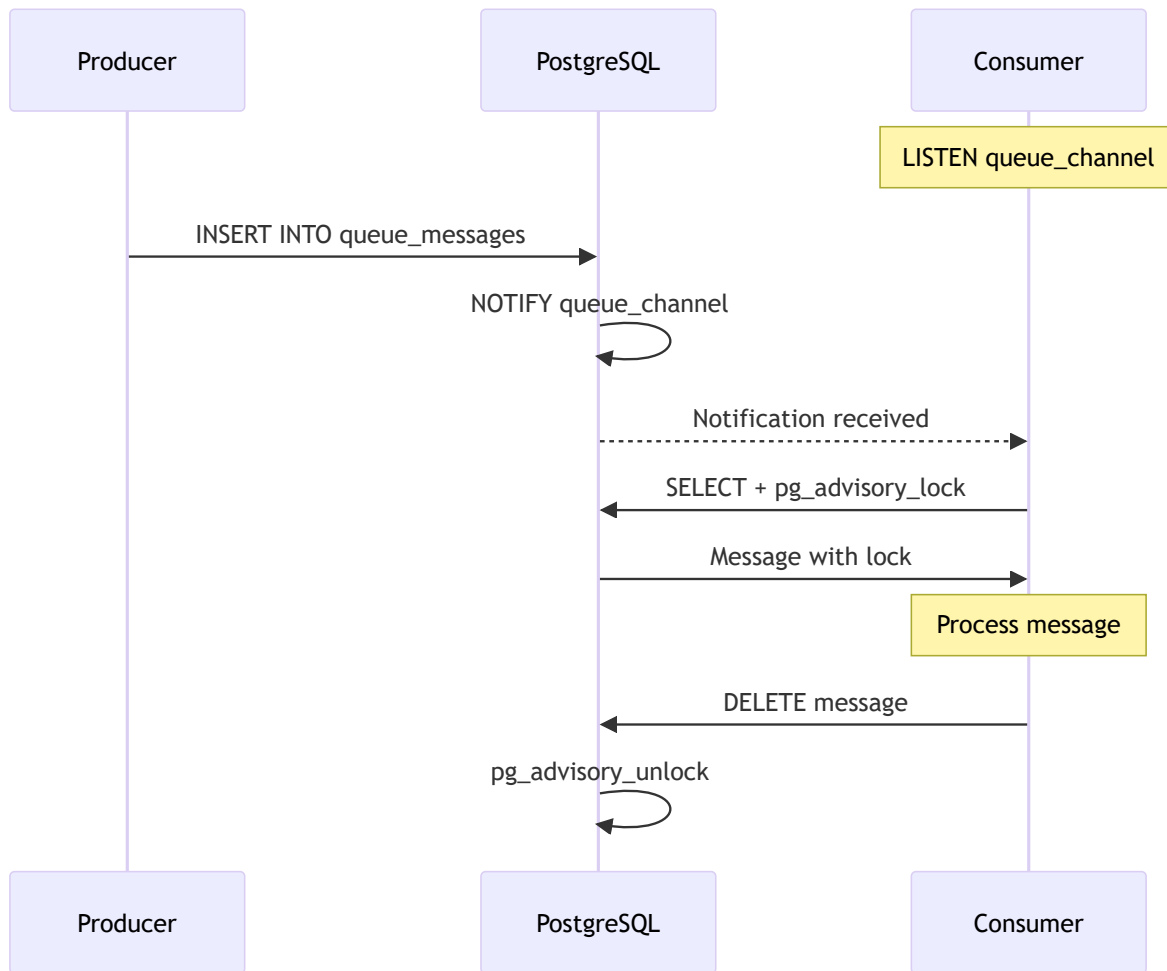 Producer
PostgreSQL
Consumer
LISTEN queue_channel
INSERT INTO queue_messages
NOTIFY queue_channel
Notification received
SELECT + pg_advisory_lock
Message with lock
Process message
DELETE message
pg_advisory_unlock
Producer
PostgreSQL
Consumer